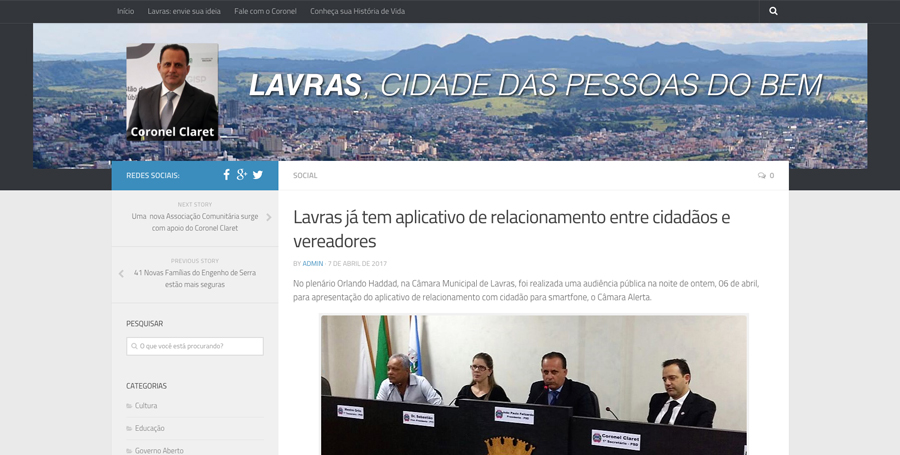 Início Lavras: envie sua ideia Fale com o Coronel Conheça sua História de Vida
LAVRAS, CIDADE DAS PESSOAS DO BEM
Coronel Claret
REDES SOCIAIS:
NEXT STORY
Uma nova Associação Comunitária surge
com apoio do Coronel Claret
PREVIOUS STORY
41 Novas Famílias do Engenho de Serra
estão mais seguras
PESQUISAR
O que você está procurando?
CATEGORIAS
Cultura
Educação
Governo Aberto
SOCIAL
0
Lavras já tem aplicativo de relacionamento entre cidadãos e
vereadores
BY ADMIN · 7 DE ABRIL DE 2017
No plenário Orlando Haddad, na Câmara Municipal de Lavras, foi realizada uma audiência pública na noite de ontem, 06 de abril,
para apresentação do aplicativo de relacionamento com cidadão para smartfone, o Câmara Alerta.
Dr. Sebastião
Coronel Claret
1º Secretário - PSD